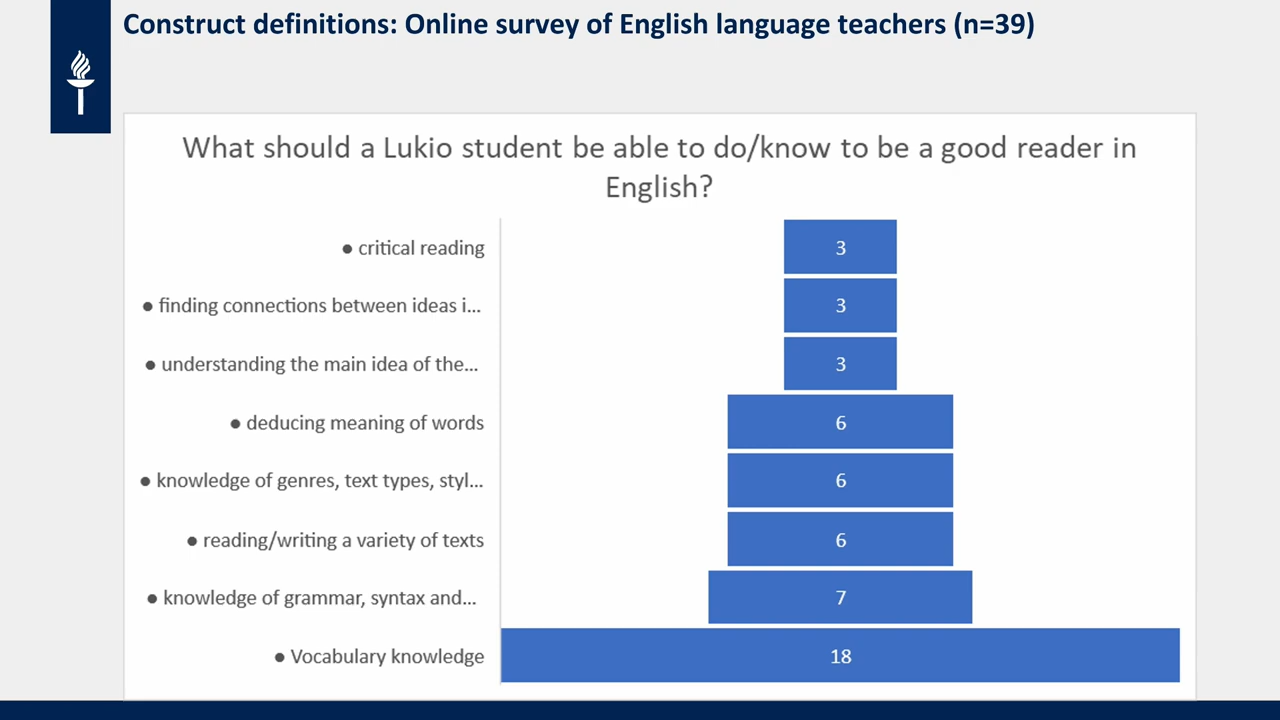 Construct definitions: Online survey of English language teachers (n=39)
What should a Lukio student be able to do/know to be a good reader in
English?
● critical reading 3
● finding connections between ideas i... 3
● understanding the main idea of the... 3
● deducing meaning of words 6
● knowledge of genres, text types, styl... 6
● reading/writing a variety of texts 6
● knowledge of grammar, syntax and... 7
● Vocabulary knowledge 18